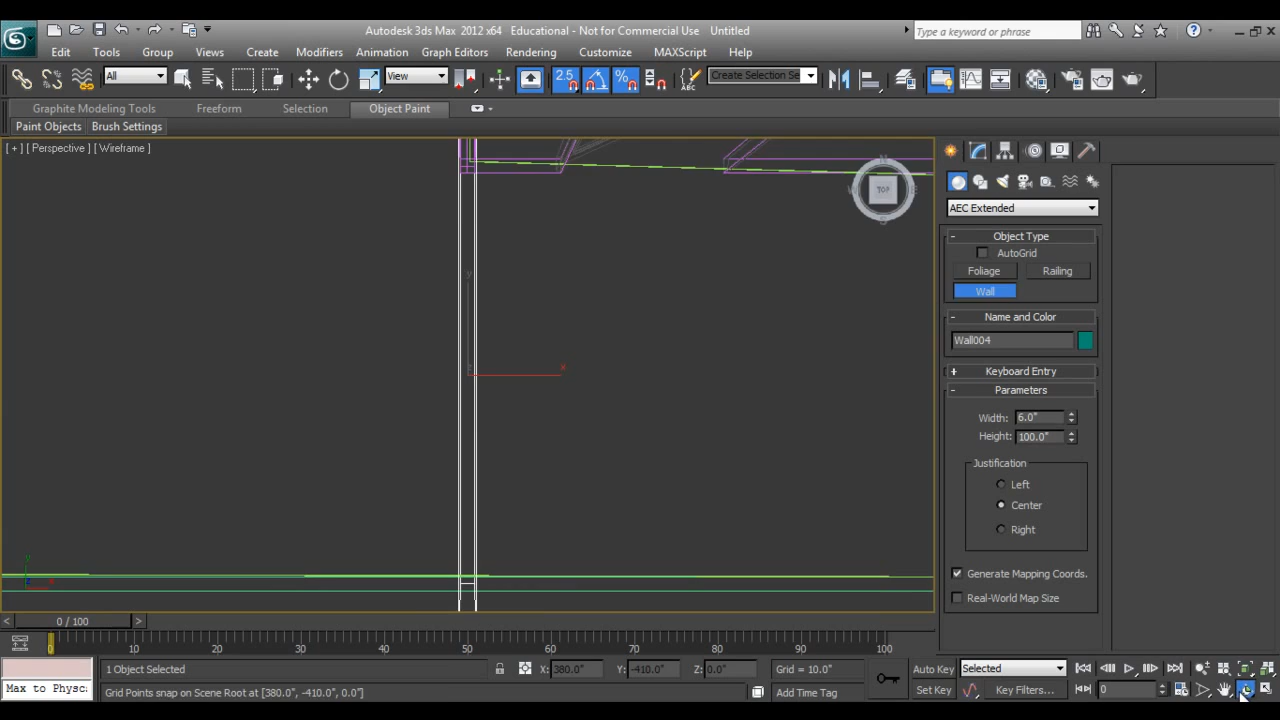 Autodesk 3ds Max 2012 x64 Educational - Not for Commercial Use Untitled
Type a keyword or phrase
Edit Tools Group Views Create Modifiers Animation Graph Editors Rendering Customize MAXScript Help
All View 2.5 Create Selection Se
Graphite Modeling Tools Freeform Selection Object Paint
Paint Objects Brush Settings
[ + ] [ Perspective ] [ Wireframe ]
TOP
AEC Extended
- Object Type
AutoGrid
Foliage Railing
Wall
- Name and Color
Wall004
+ Keyboard Entry
- Parameters
Width: 6.0"
Height: 100.0"
Justification
Left
Center
Right
Generate Mapping Coords.
Real-World Map Size
y
x
z
y
x
z
< 0 / 100 >
0 10 20 30 40 50 60 70 80 90 100
1 Object Selected X: 380.0" Y: -410.0" Z: 0.0" Grid = 10.0" Auto Key Selected
Max to Physc Grid Points snap on Scene Root at [380.0", -410.0", 0.0"] Add Time Tag Set Key Key Filters... 0